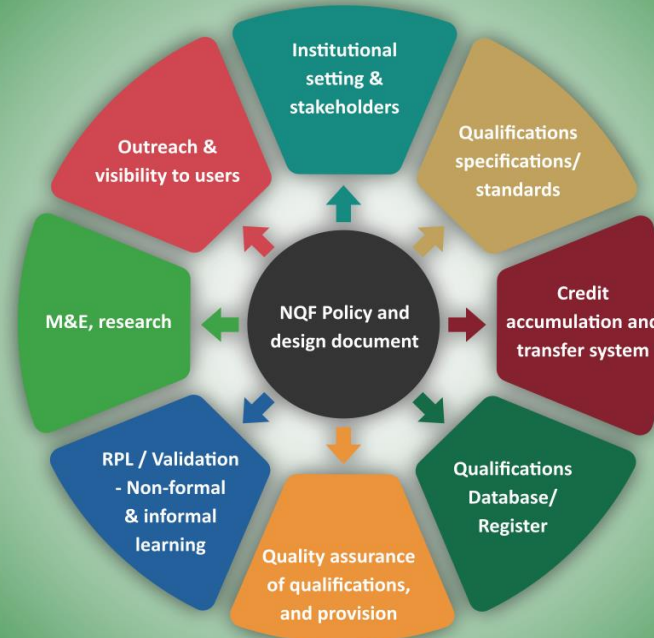 Institutional
setting &
stakeholders
Qualifications
specifications/
standards
Credit
accumulation and
transfer system
Qualifications
Database/
Register
Quality assurance
of qualifications,
and provision
RPL / Validation
- Non-formal
& informal
learning
M&E, research
Outreach &
visibility to users
NQF Policy and
design document